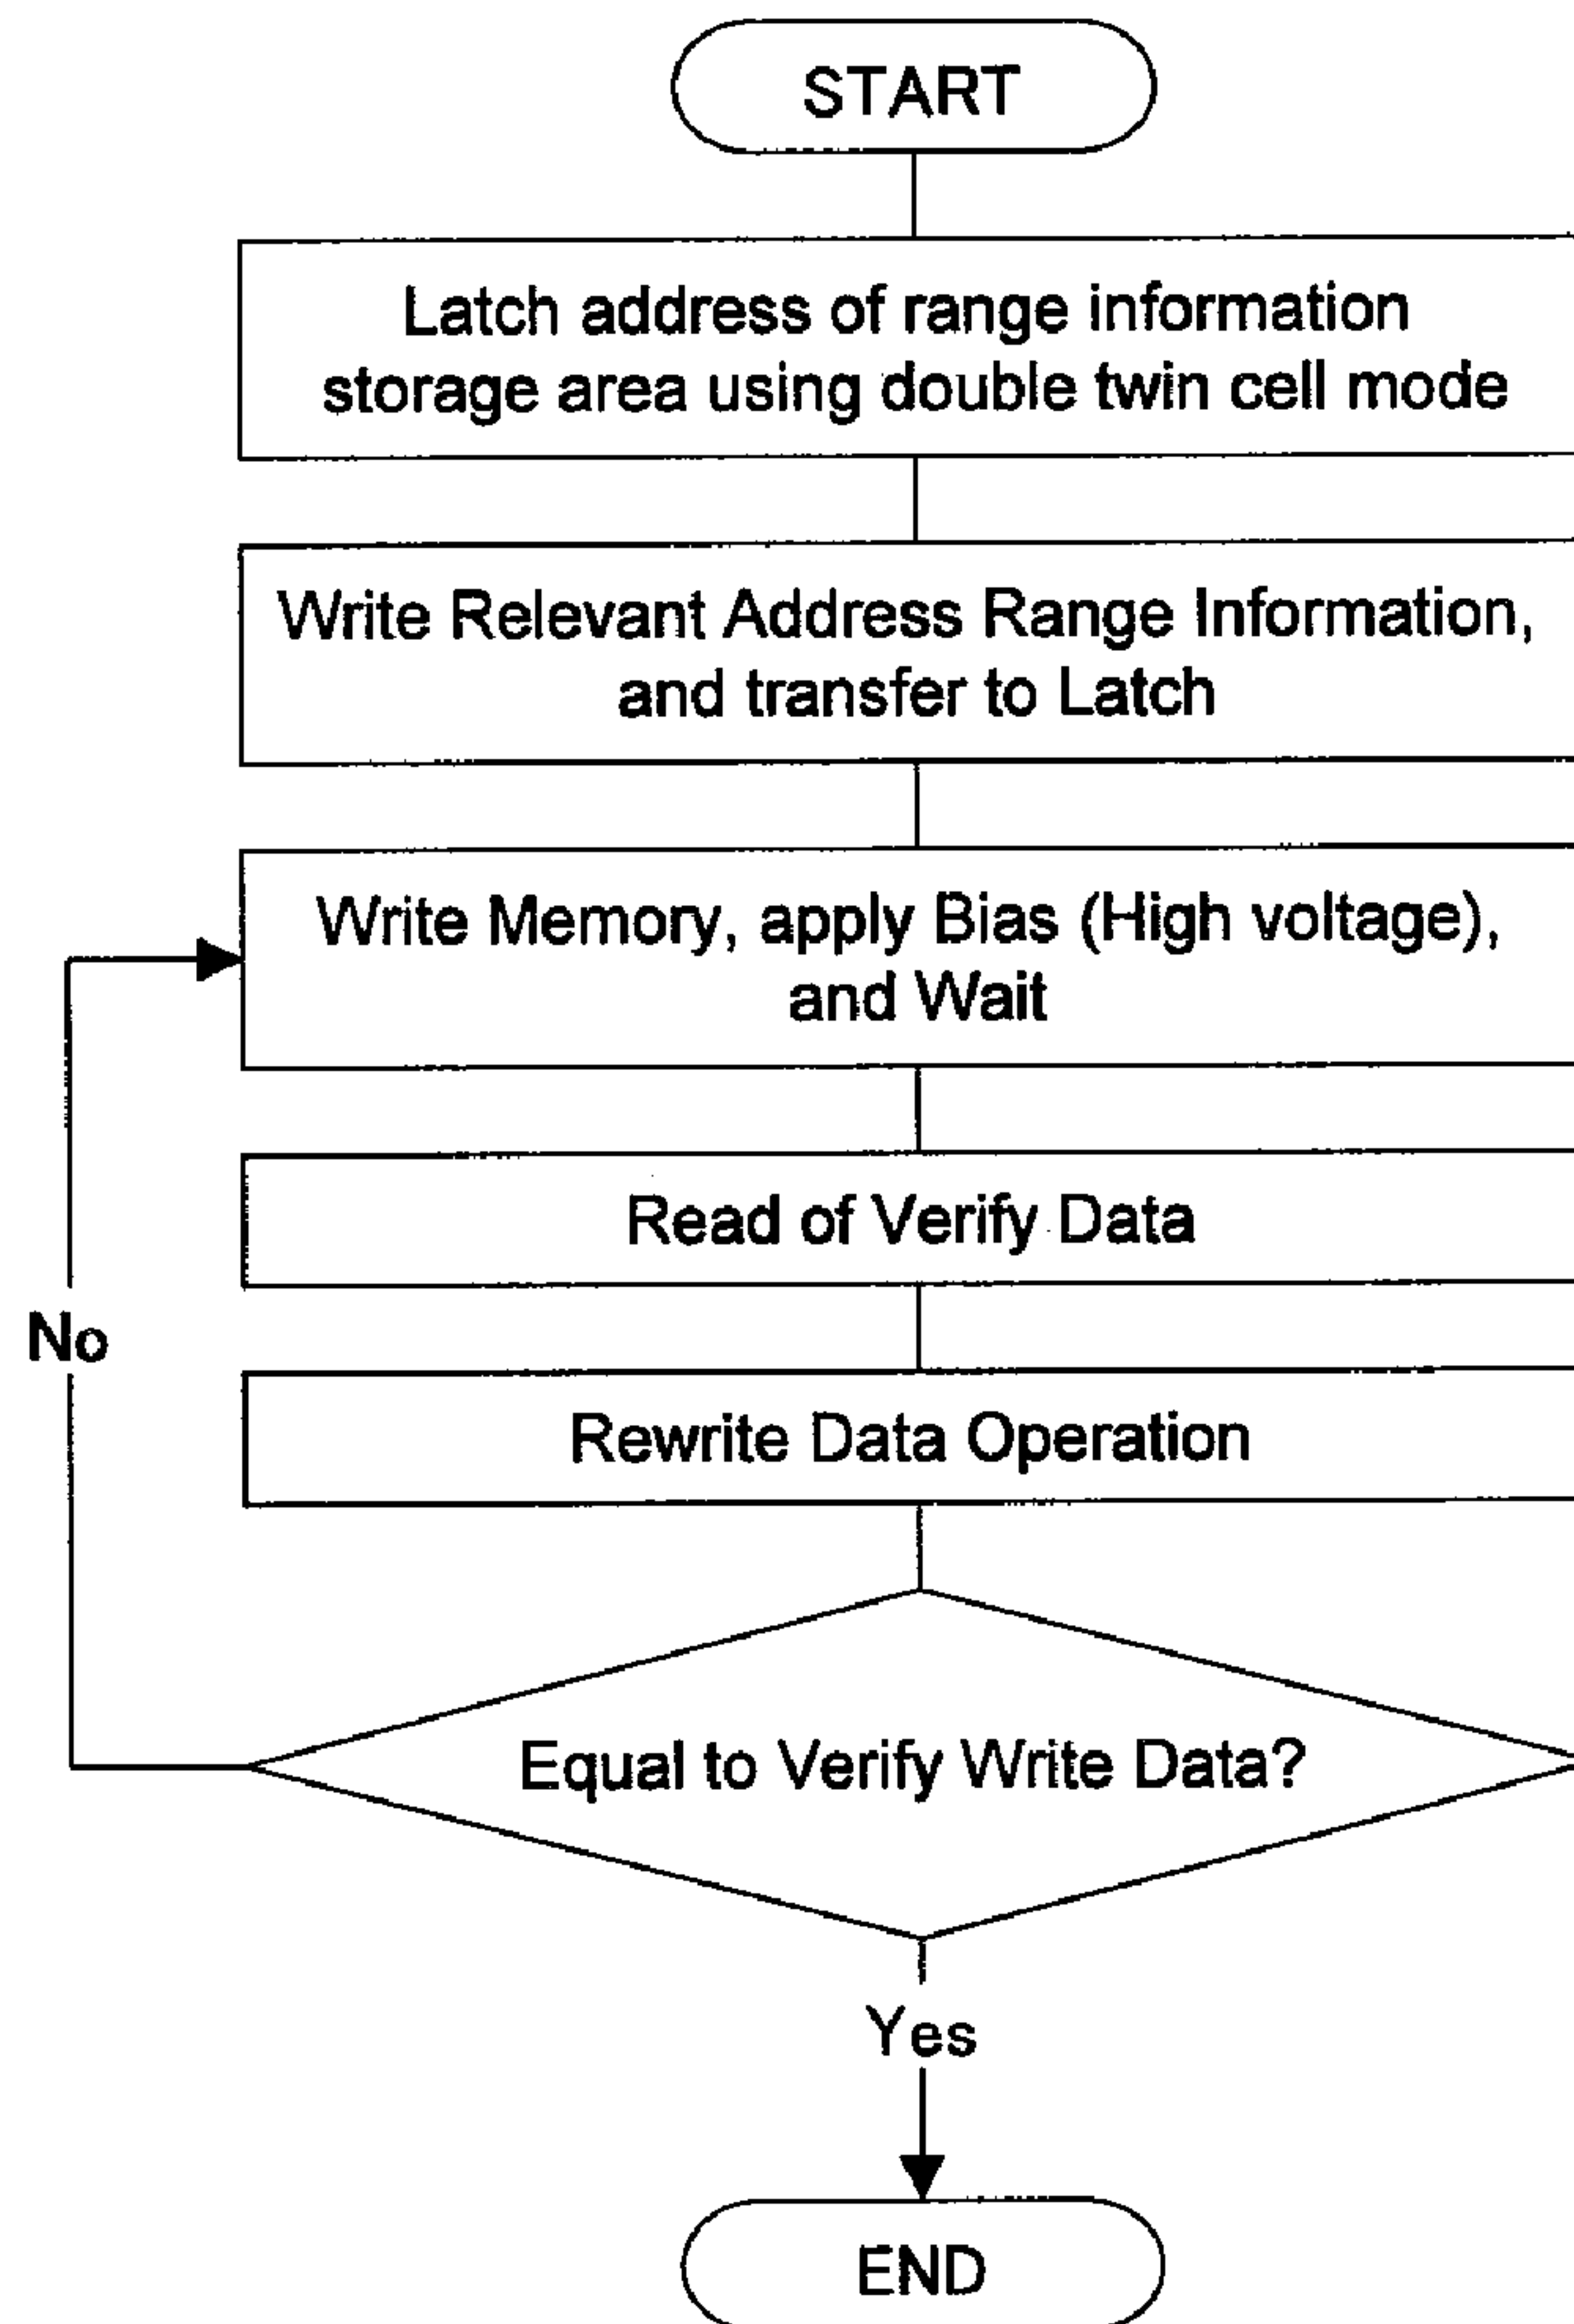 START
Latch address of range information
storage area using double twin cell mode
Write Relevant Address Range Information,
and transfer to Latch
Write Memory, apply Bias (High voltage),
and Wait
Read of Verify Data
No
Rewrite Data Operation
Equal to Verify Write Data?
Yes
END